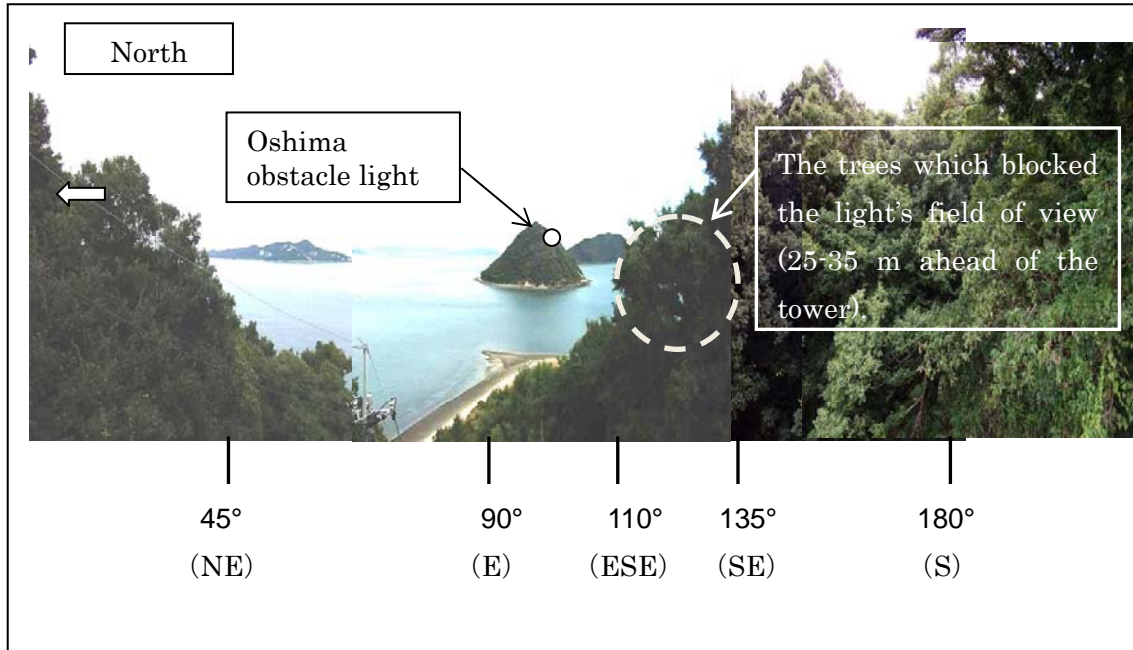 North
Oshima
obstacle light
The trees which blocked
the light's field of view
(25-35 m ahead of the
tower).
45° 90° 110° 135° 180°
(NE) (E) (ESE) (SE) (S)